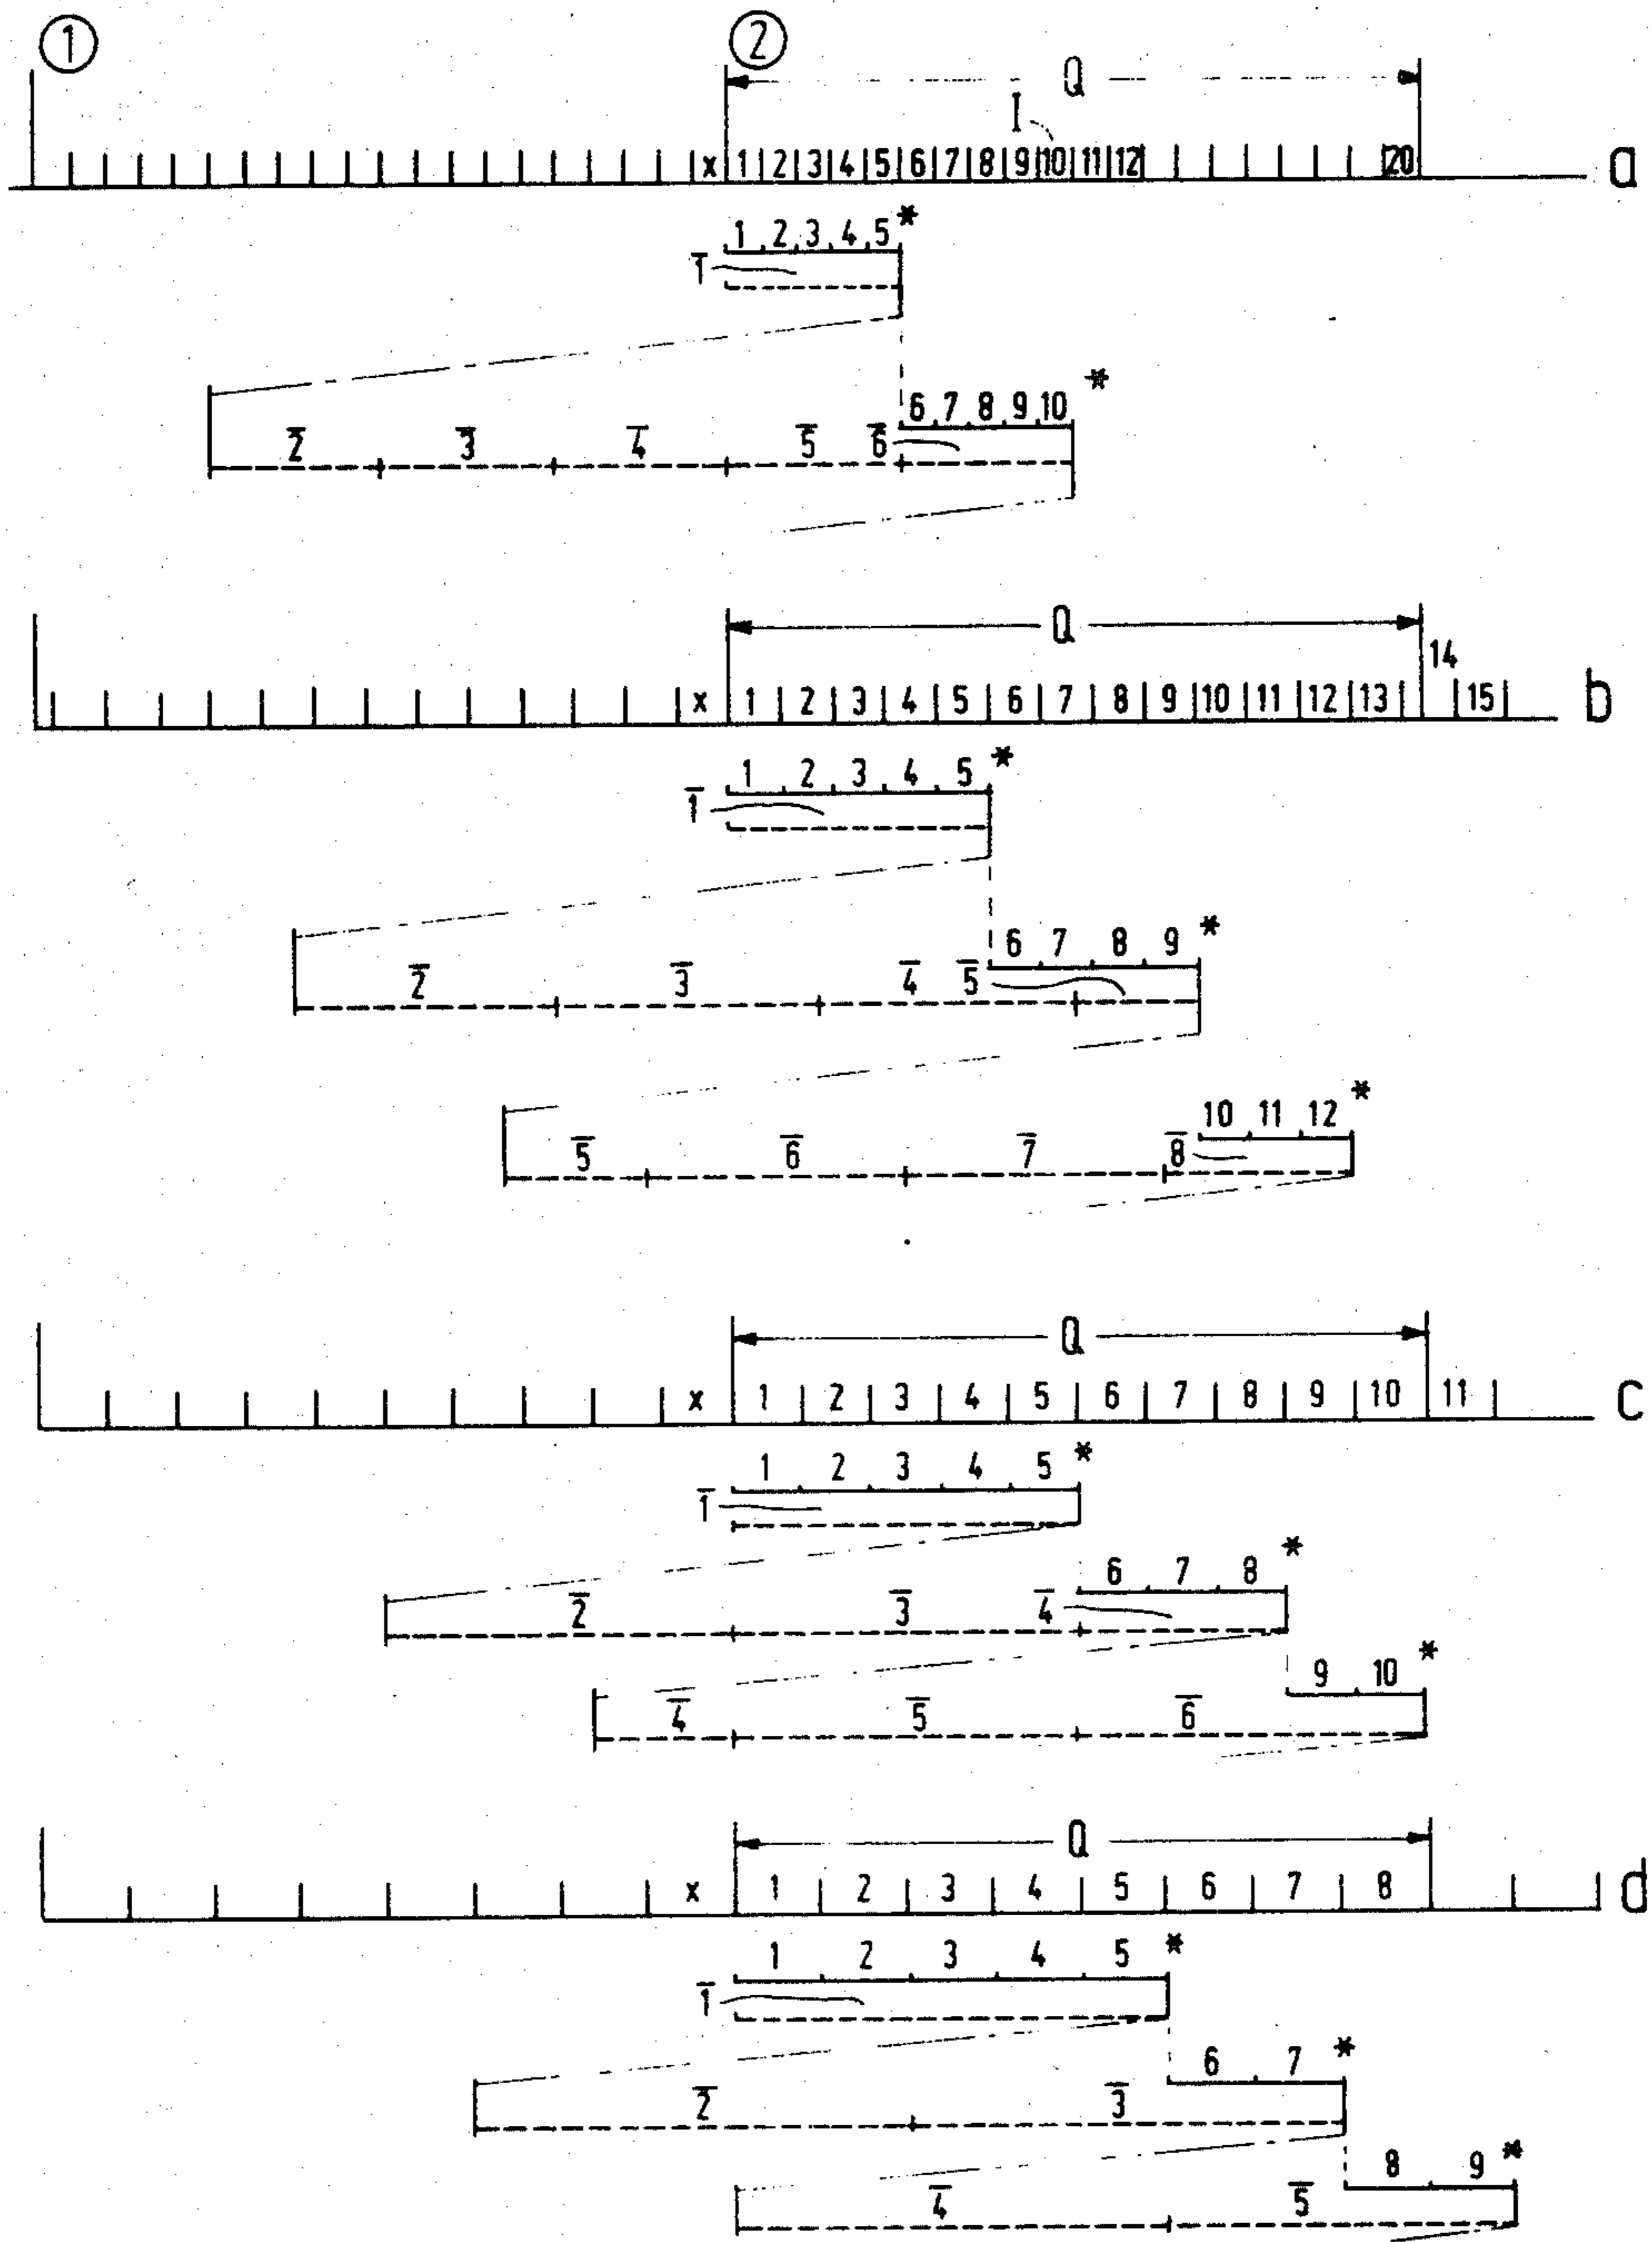 ① ②
Q
I
x 1 2 3 4 5 6 7 8 9 10 11 12 20 a
1 2 3 4 5 *
1̅
6 7 8 9 10 *
2̅ 3̅ 4̅ 5̅ 6̅
Q
14
x 1 2 3 4 5 6 7 8 9 10 11 12 13 15 b
1 2 3 4 5 *
1̅
6 7 8 9 *
2̅ 3̅ 4̅ 5̅
10 11 12 *
5̅ 6̅ 7̅ 8̅
Q
x 1 2 3 4 5 6 7 8 9 10 11 c
1 2 3 4 5 *
1̅
6 7 8 *
2̅ 3̅ 4̅
9 10 *
4̅ 5̅ 6̅
Q
x 1 2 3 4 5 6 7 8 d
1 2 3 4 5 *
1̅
6 7 *
2̅ 3̅
8 9 *
4̅ 5̅